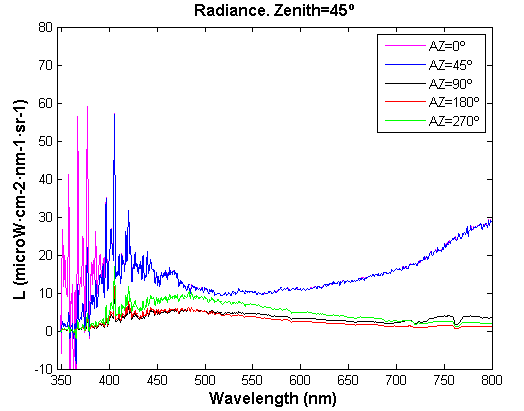 Radiance. Zenith=45º
80
70
60
50
40
30
20
10
0
-10
L (microW·cm-2·nm-1·sr-1)
AZ=0º
AZ=45º
AZ=90º
AZ=180º
AZ=270º
350 400 450 500 550 600 650 700 750 800
Wavelength (nm)